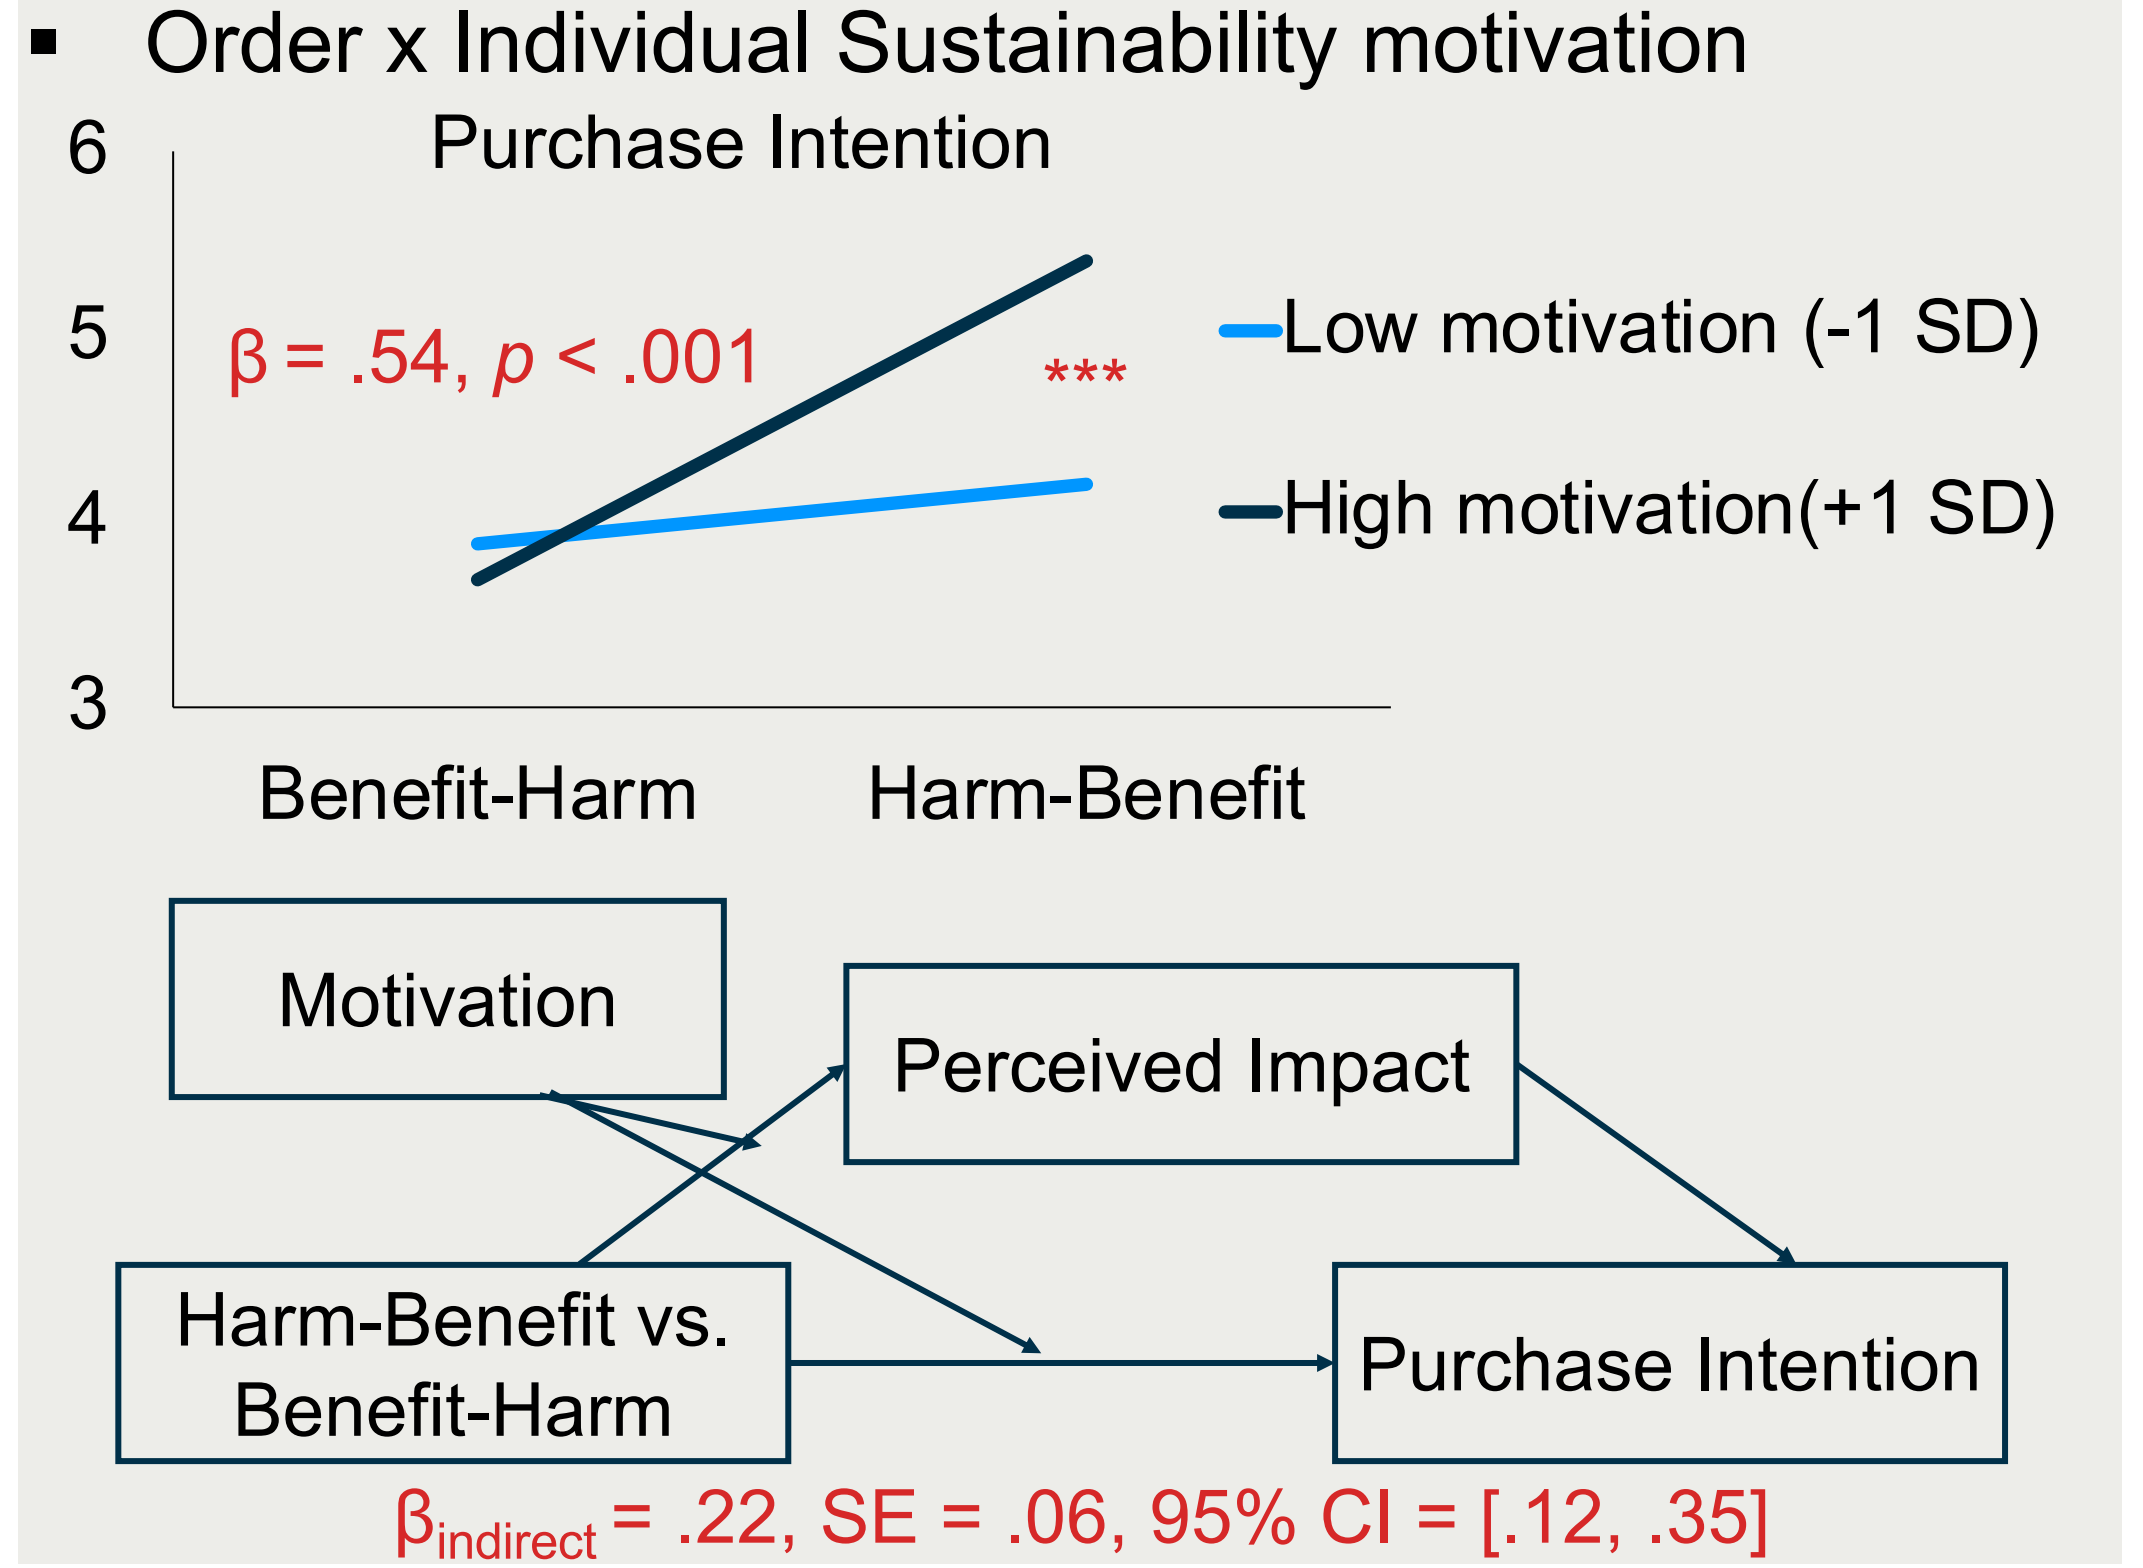 ▪ Order x Individual Sustainability motivation
Purchase Intention
6
5
4
3
β = .54, p < .001
***
Low motivation (-1 SD)
High motivation(+1 SD)
Benefit-Harm
Harm-Benefit
Motivation
Perceived Impact
Harm-Benefit vs.
Benefit-Harm
Purchase Intention
βindirect = .22, SE = .06, 95% CI = [.12, .35]